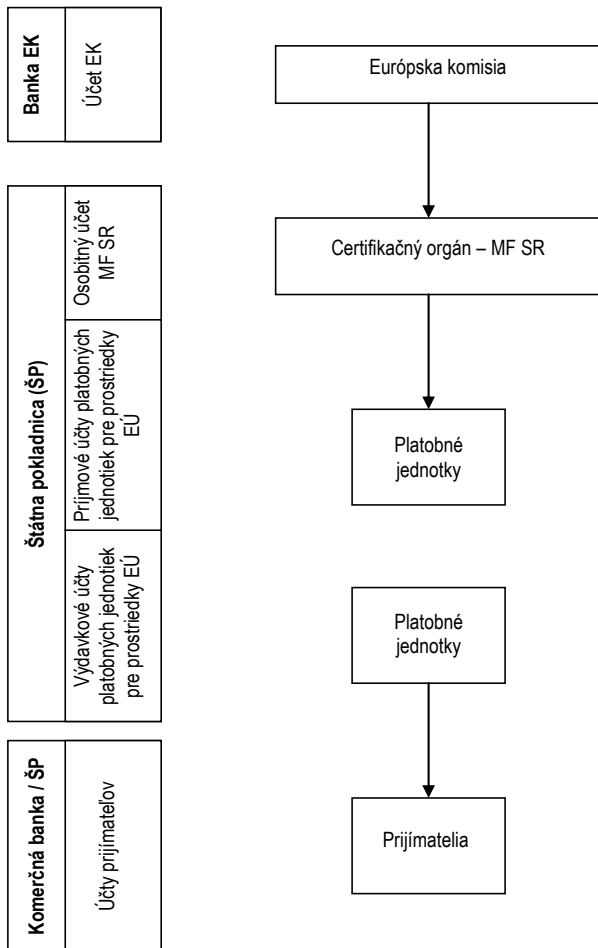 Banka EK
Účet EK
Európska komisia
Štátna pokladnica (ŠP)
Osobitný účet
MF SR
Certifikačný orgán – MF SR
Príjmové účty platobných
jednotiek pre prostriedky
EÚ
Platobné
jednotky
Výdavkové účty
platobných jednotiek
pre prostriedky EÚ
Platobné
jednotky
Komerčná banka / ŠP
Účty prijímateľov
Prijímatelia